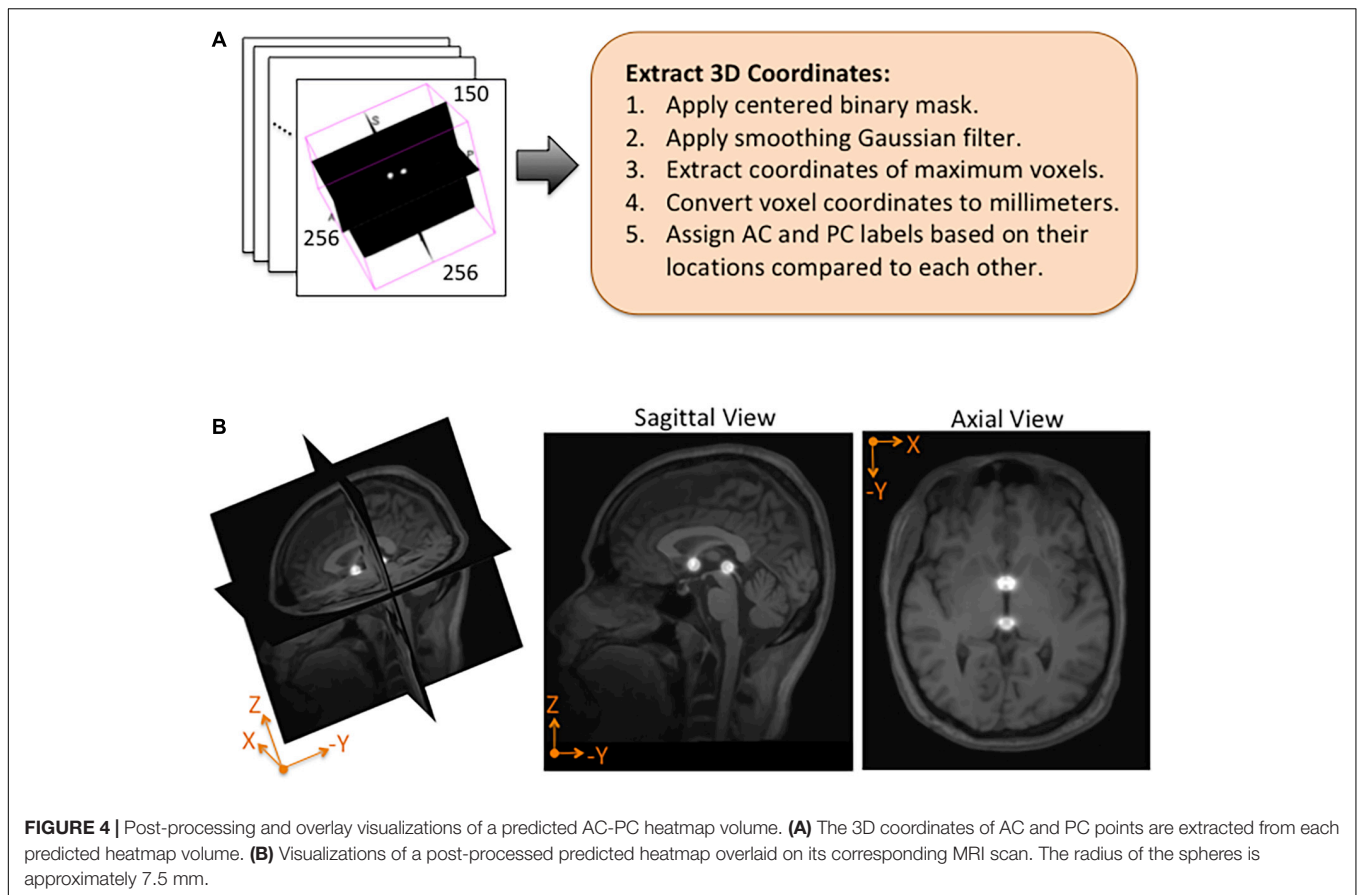 A
150
S
P
A
256
256
Extract 3D Coordinates:
1. Apply centered binary mask.
2. Apply smoothing Gaussian filter.
3. Extract coordinates of maximum voxels.
4. Convert voxel coordinates to millimeters.
5. Assign AC and PC labels based on their
locations compared to each other.
B
Sagittal View
Axial View
Z
X
-Y
Z
-Y
X
-Y
FIGURE 4 | Post-processing and overlay visualizations of a predicted AC-PC heatmap volume. (A) The 3D coordinates of AC and PC points are extracted from each
predicted heatmap volume. (B) Visualizations of a post-processed predicted heatmap overlaid on its corresponding MRI scan. The radius of the spheres is
approximately 7.5 mm.